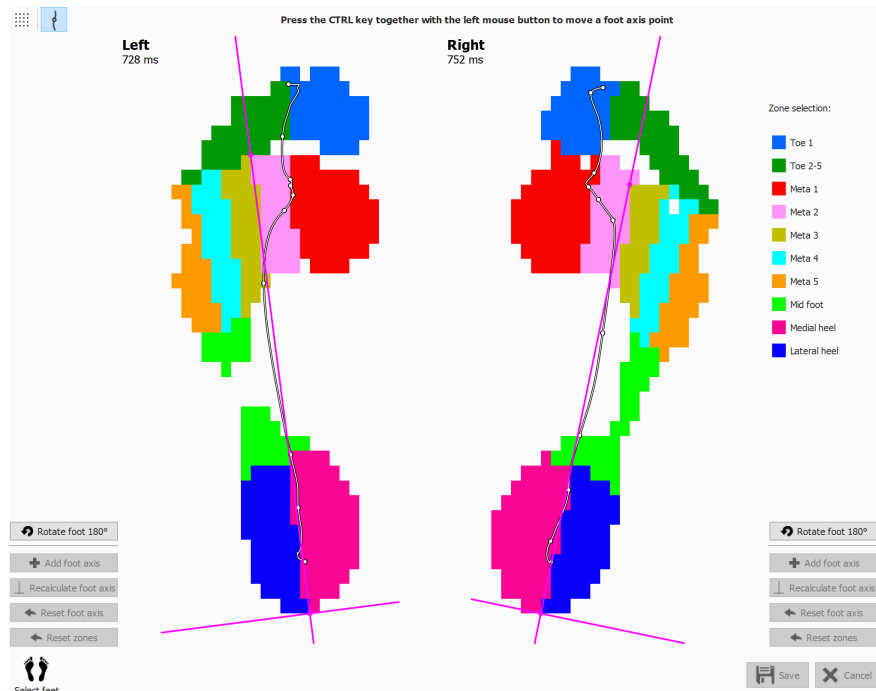 Press the CTRL key together with the left mouse button to move a foot axis point
Left
728 ms
Right
752 ms
Zone selection:
Toe 1
Toe 2-5
Meta 1
Meta 2
Meta 3
Meta 4
Meta 5
Mid foot
Medial heel
Lateral heel
Rotate foot 180°
Add foot axis
Recalculate foot axis
Reset foot axis
Reset zones
Rotate foot 180°
Add foot axis
Recalculate foot axis
Reset foot axis
Reset zones
Select feet
Save
Cancel